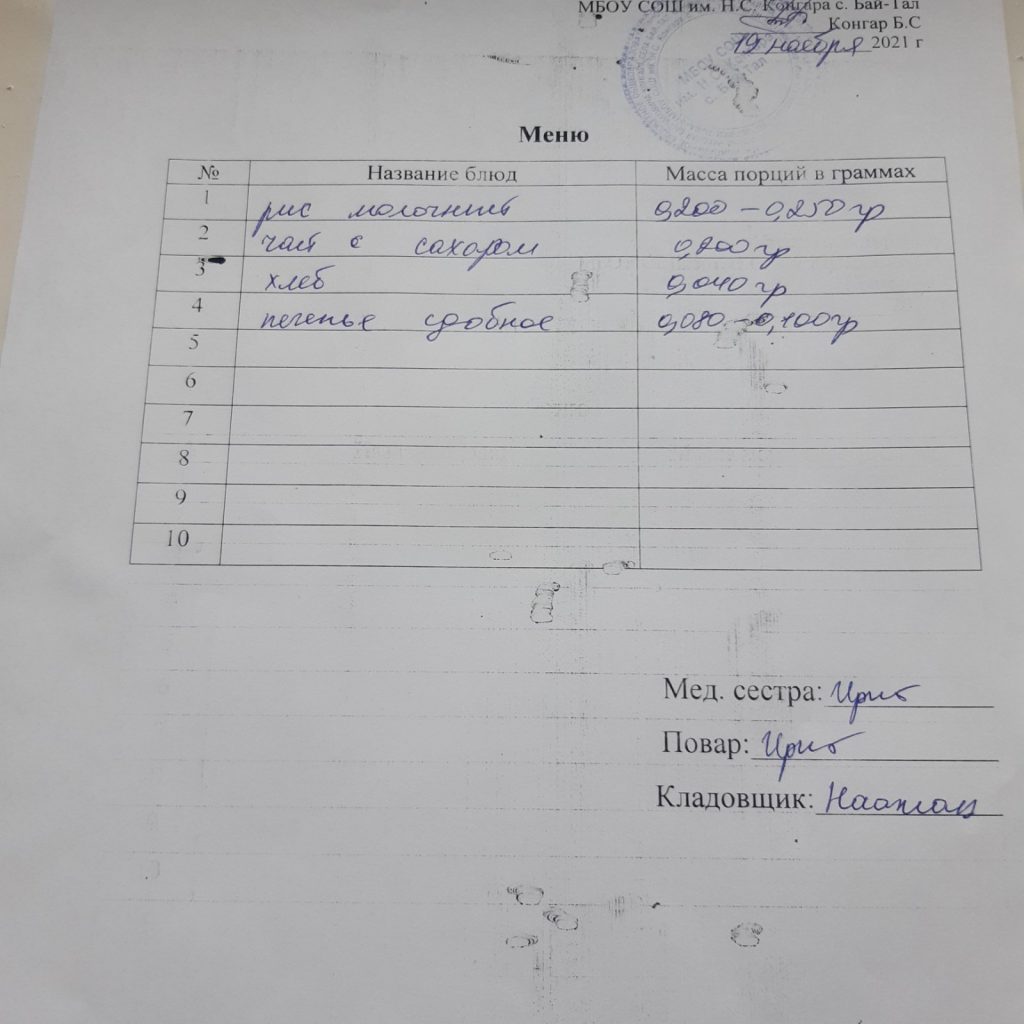 МБОУ СОШ им. Н.С. Конгара с. Бай-Тал
Конгар Б.С
19 ноября 2021 г
МБОУ СОШ
Меню
№ Название блюд Масса порций в граммах
1 рис молочный 0,200 - 0,250 гр
2 чай с сахаром 0,200 гр
3 хлеб 0,040 гр
4 печенье сдобное 0,080 - 0,100 гр
5
6
7
8
9
10
Мед. сестра:
Повар:
Кладовщик: